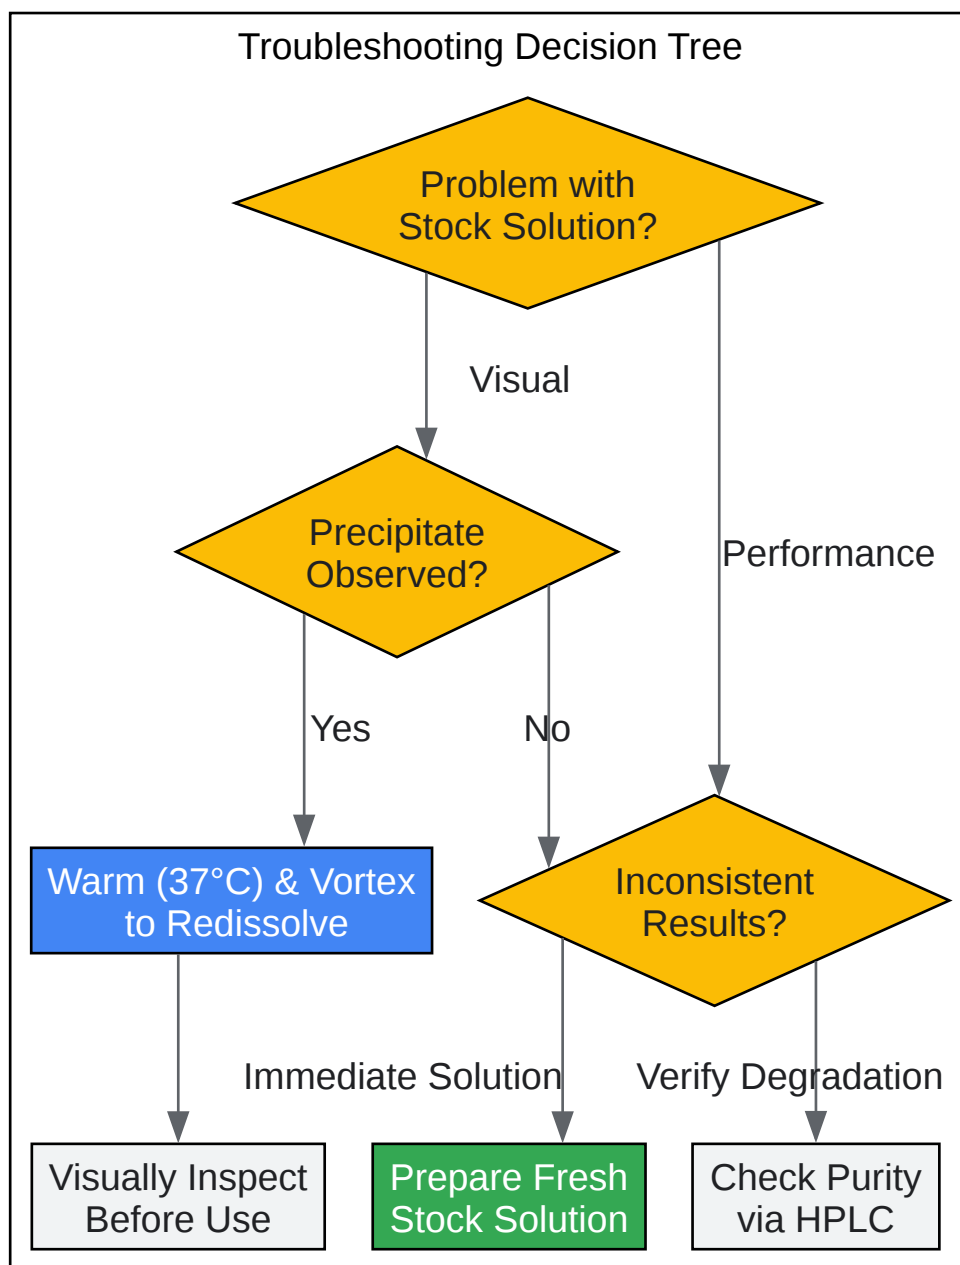 Troubleshooting Decision Tree
Problem with
Stock Solution?
Visual
Precipitate
Observed?
Performance
Yes
No
Warm (37°C) & Vortex
to Redissolve
Inconsistent
Results?
Immediate Solution
Verify Degradation
Visually Inspect
Before Use
Prepare Fresh
Stock Solution
Check Purity
via HPLC